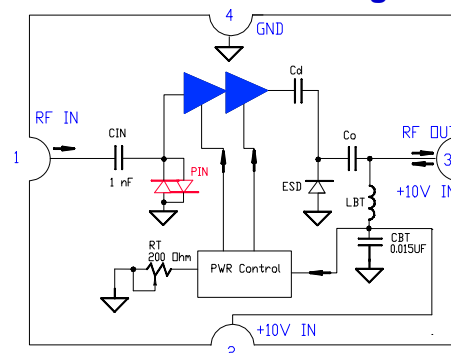 4
GND
Cd
RF IN
CIN
Co
RF OUT
1
3
1 nF
PIN
ESD
LBT
+10V IN
CBT
0.015UF
RT
200 Ohm
PWR Control
+10V IN
2